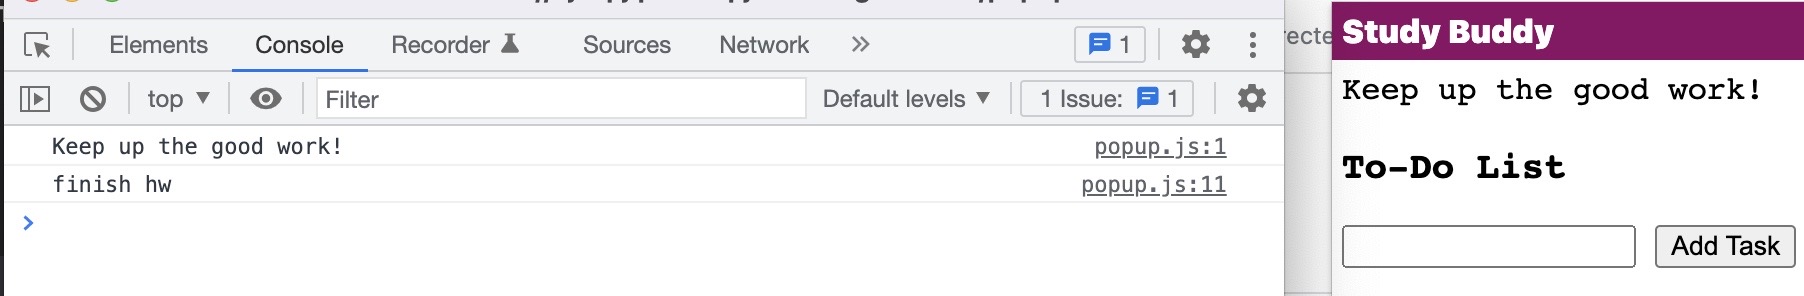 Elements Console Recorder Sources Network » 1
top ▼ Filter Default levels ▼ 1 Issue: 1
Keep up the good work! popup.js:1
finish hw popup.js:11
>
Study Buddy
Keep up the good work!
To-Do List
Add Task